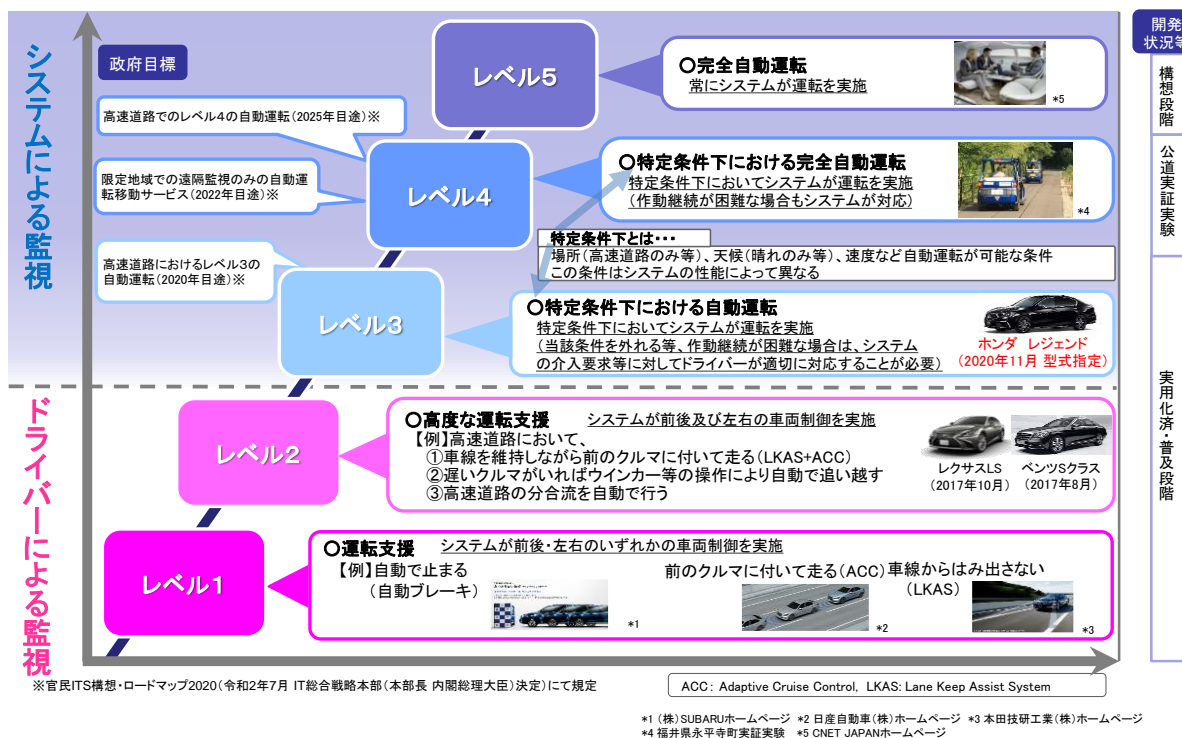 システムによる監視
ドライバーによる監視
政府目標
高速道路でのレベル4の自動運転(2025年目途)※
限定地域での遠隔監視のみの自動運
転移動サービス(2022年目途)※
高速道路におけるレベル3の
自動運転(2020年目途)※
レベル5
〇完全自動運転
常にシステムが運転を実施
*5
レベル4
〇特定条件下における完全自動運転
特定条件下においてシステムが運転を実施
(作動継続が困難な場合もシステムが対応)
*4
特定条件下とは・・・
場所(高速道路のみ等)、天候(晴れのみ等)、速度など自動運転が可能な条件
この条件はシステムの性能によって異なる
レベル3
〇特定条件下における自動運転
特定条件下においてシステムが運転を実施
(当該条件を外れる等、作動継続が困難な場合は、システム
の介入要求等に対してドライバーが適切に対応することが必要)
ホンダ レジェンド
(2020年11月 型式指定)
レベル2
〇高度な運転支援 システムが前後及び左右の車両制御を実施
【例】高速道路において、
①車線を維持しながら前のクルマに付いて走る(LKAS+ACC)
②遅いクルマがいればウインカー等の操作により自動で追い越す
③高速道路の分合流を自動で行う
レクサスLS
(2017年10月)
ベンツSクラス
(2017年8月)
レベル1
〇運転支援 システムが前後・左右のいずれかの車両制御を実施
【例】自動で止まる
(自動ブレーキ)
*1
前のクルマに付いて走る(ACC)
*2
車線からはみ出さない
(LKAS)
*3
開発
状況等
構想段階
公道実証実験
実用化済・普及段階
※官民ITS構想・ロードマップ2020(令和2年7月 IT総合戦略本部(本部長 内閣総理大臣)決定)にて規定
ACC: Adaptive Cruise Control, LKAS: Lane Keep Assist System
*1 (株)SUBARUホームページ *2 日産自動車(株)ホームページ *3 本田技研工業(株)ホームページ
*4 福井県永平寺町実証実験 *5 CNET JAPANホームページ